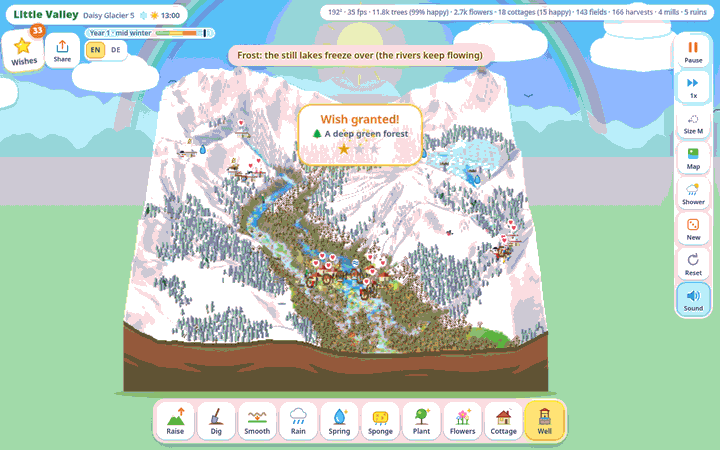 Little Valley Daisy Glacier 5 13:00
192² · 35 fps · 11.8k trees (99% happy) · 2.7k flowers · 18 cottages (15 happy) · 143 fields · 166 harvests · 4 mills · 5 ruins
33
Wishes
Share
Year 1 · mid winter
EN DE
Frost: the still lakes freeze over (the rivers keep flowing)
Wish granted!
A deep green forest
Pause
1x
Size M
Map
Shower
New
Reset
Sound
Raise Dig Smooth Rain Spring Sponge Plant Flowers Cottage Well